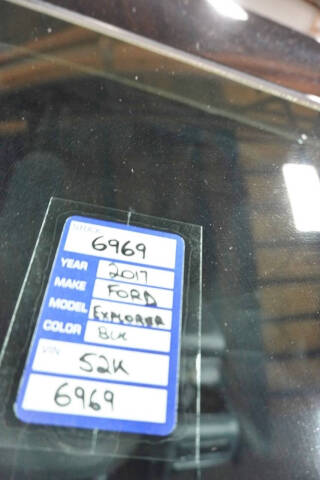 STOCK
6969
YEAR 2017
MAKE FORD
MODEL EXPLORER
COLOR BLK
VIN
52K
6969